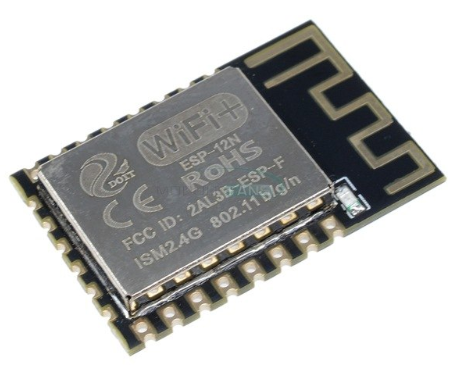 WiFi+
DOIT
ESP-12N
CE RoHS
FCC ID: 2AL3B-ESP-F
ISM2.4G 802.11b/g/n